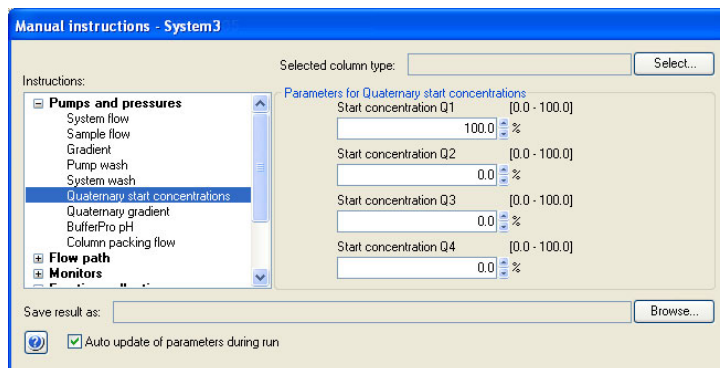 Manual instructions - System3
Selected column type:
Select...
Instructions:
Pumps and pressures
System flow
Sample flow
Gradient
Pump wash
System wash
Quaternary start concentrations
Quaternary gradient
BufferPro pH
Column packing flow
Flow path
Monitors
Parameters for Quaternary start concentrations
Start concentration Q1 [0.0 - 100.0]
100.0 %
Start concentration Q2 [0.0 - 100.0]
0.0 %
Start concentration Q3 [0.0 - 100.0]
0.0 %
Start concentration Q4 [0.0 - 100.0]
0.0 %
Save result as:
Browse...
Auto update of parameters during run